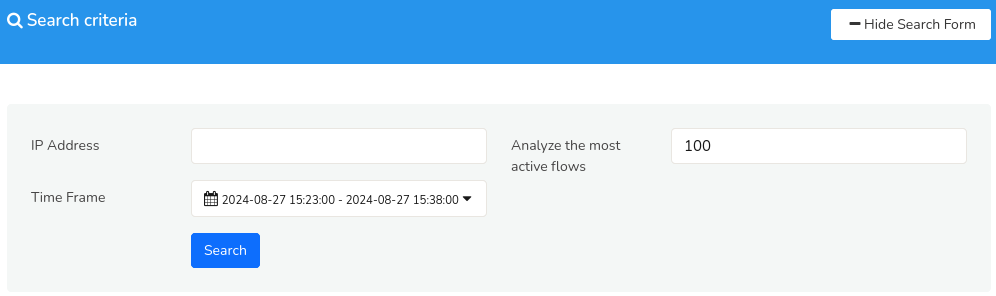 Search criteria
Hide Search Form
IP Address
Analyze the most
active flows
100
Time Frame
2024-08-27 15:23:00 - 2024-08-27 15:38:00
Search